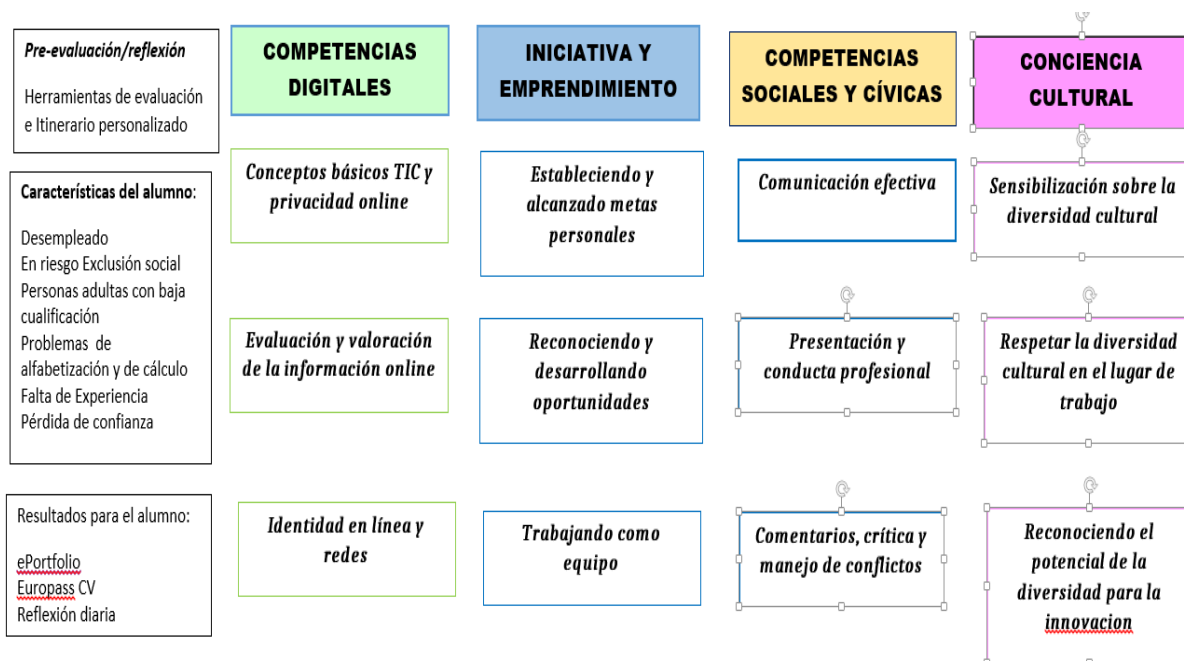 Pre-evaluación/reflexión
Herramientas de evaluación
e Itinerario personalizado
Características del alumno:
Desempleado
En riesgo Exclusión social
Personas adultas con baja
cualificación
Problemas de
alfabetización y de cálculo
Falta de Experiencia
Pérdida de confianza
Resultados para el alumno:
ePortfolio
Europass CV
Reflexión diaria
COMPETENCIAS
DIGITALES
Conceptos básicos TIC y
privacidad online
Evaluación y valoración
de la información online
Identidad en línea y
redes
INICIATIVA Y
EMPRENDIMIENTO
Estableciendo y
alcanzado metas
personales
Reconociendo y
desarrollando
oportunidades
Trabajando como
equipo
COMPETENCIAS
SOCIALES Y CÍVICAS
Comunicación efectiva
Presentación y
conducta profesional
Comentarios, crítica y
manejo de conflictos
CONCIENCIA
CULTURAL
Sensibilización sobre la
diversidad cultural
Respetar la diversidad
cultural en el lugar de
trabajo
Reconociendo el
potencial de la
diversidad para la
innovacion